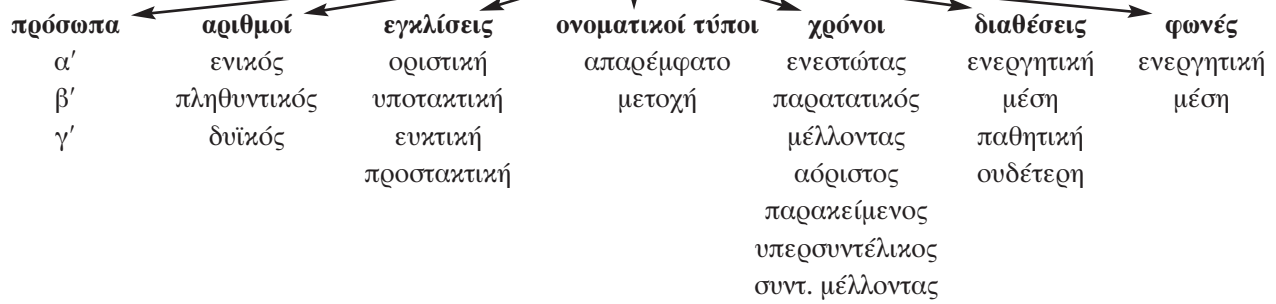 πρόσωπα αριθμοί εγκλίσεις ονοματικοί τύποι χρόνοι διαθέσεις φωνές
α′ ενικός οριστική απαρέμφατο ενεστώτας ενεργητική ενεργητική
β′ πληθυντικός υποτακτική μετοχή παρατατικός μέση μέση
γ′ δυϊκός ευκτική μέλλοντας παθητική
προστακτική αόριστος ουδέτερη
παρακείμενος
υπερσυντέλικος
συντ. μέλλοντας